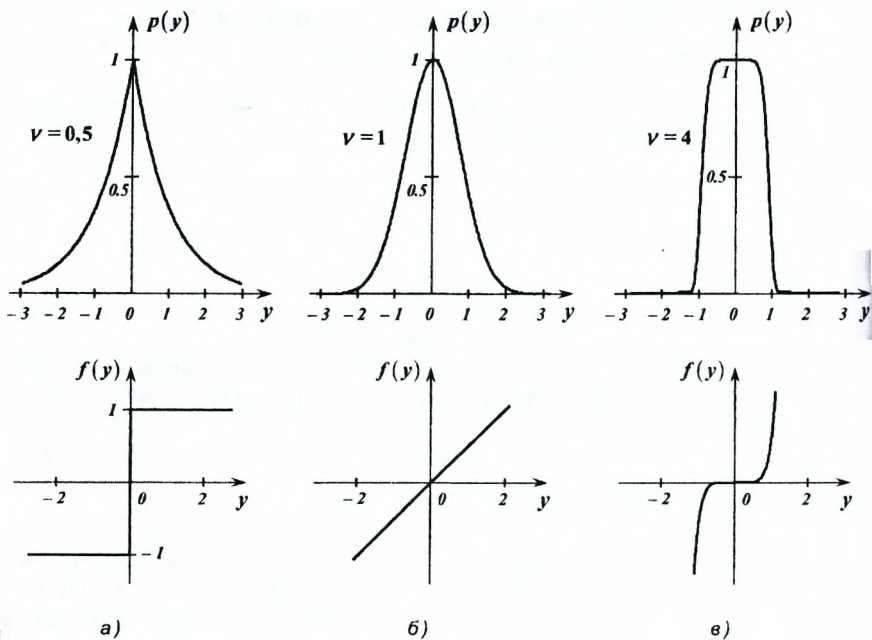 p(y) p(y) p(y)
1 1 1
ν = 0,5 ν = 1 ν = 4
0.5 0.5 0.5
-3 -2 -1 0 1 2 3 y -3 -2 -1 0 1 2 3 y -3 -2 -1 0 1 2 3 y
f(y) f(y) f(y)
1
-2 0 2 y -2 0 2 y -2 0 2 y
-1
а) б) в)